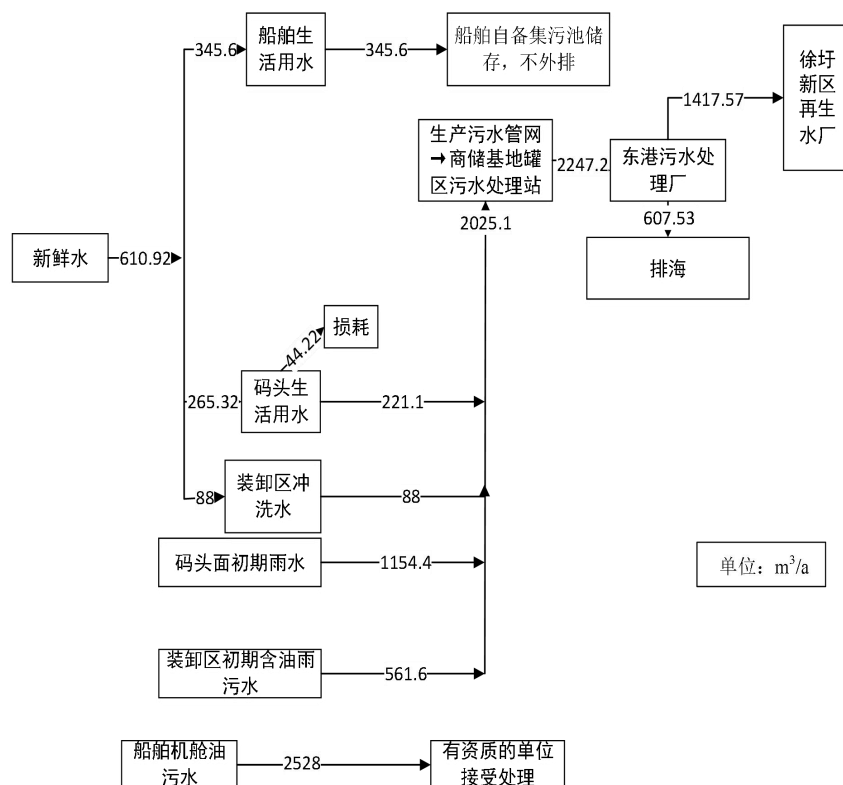 345.6
船舶生
活用水
345.6
船舶自备集污池储
存，不外排
徐圩
新区
再生
水厂
1417.57
生产污水管网
→商储基地罐
区污水处理站
2247.2
东港污水处
理厂
2025.1
607.53
排海
新鲜水
610.92
损耗
44.22
265.32
码头生
活用水
221.1
88
装卸区冲
洗水
88
码头面初期雨水
1154.4
单位：m³/a
装卸区初期含油雨
污水
561.6
船舶机舱油
污水
2528
有资质的单位
接受处理